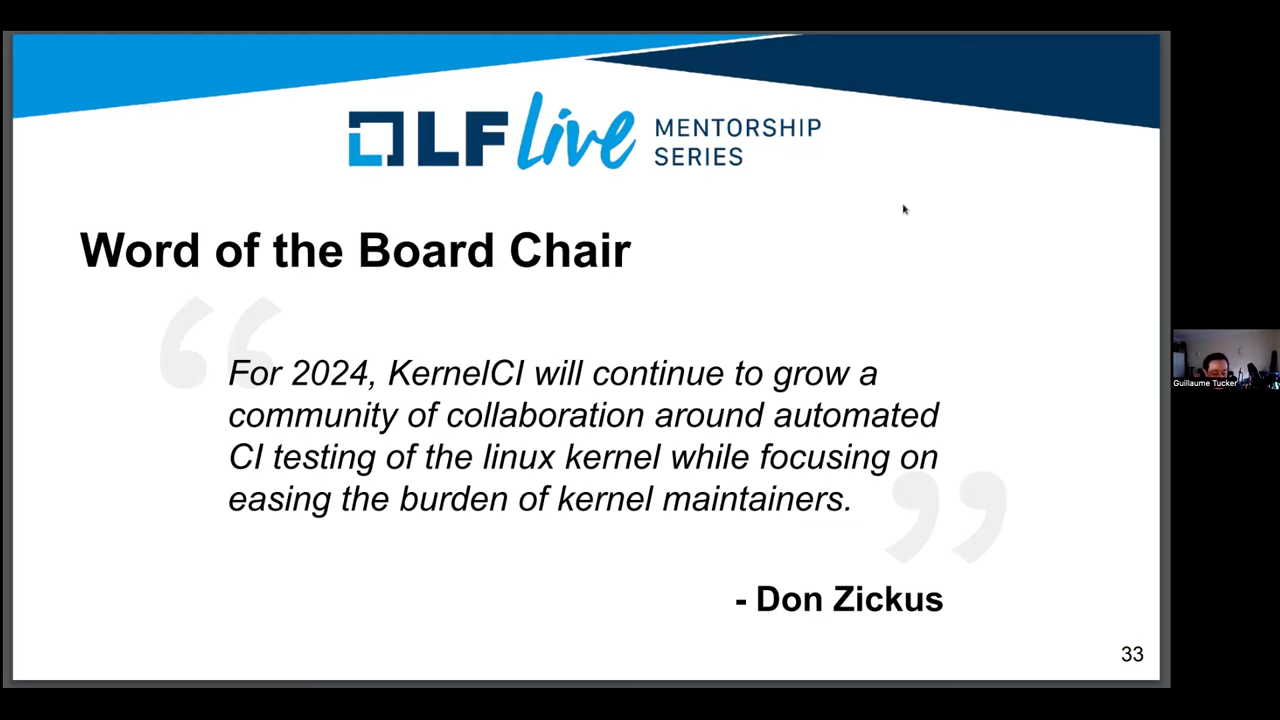 LF Live MENTORSHIP
SERIES
Word of the Board Chair
“
For 2024, KernelCI will continue to grow a
community of collaboration around automated
CI testing of the linux kernel while focusing on
easing the burden of kernel maintainers.
”
- Don Zickus
33
Guillaume Tucker